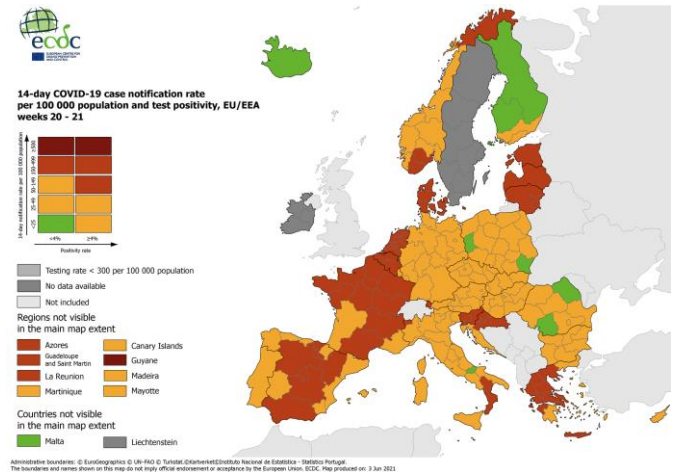 ecdc
EUROPEAN CENTRE FOR
DISEASE PREVENTION
AND CONTROL
14-day COVID-19 case notification rate
per 100 000 population and test positivity, EU/EEA
weeks 20 - 21
14-day notification rate per 100 000 population
≥500
150-499
50-149
25-49
<25
<4%
≥4%
Positivity rate
Testing rate < 300 per 100 000 population
No data available
Not included
Regions not visible
in the main map extent
Azores
Canary Islands
Guadeloupe
and Saint Martin
Guyane
La Reunion
Madeira
Martinique
Mayotte
Countries not visible
in the main map extent
Malta
Liechtenstein
Administrative boundaries: © EuroGeographics © UN-FAO © Turkstat.©Kartverket©Instituto Nacional de Estatística - Statistics Portugal.
The boundaries and names shown on this map do not imply official endorsement or acceptance by the European Union. ECDC. Map produced on: 3 Jun 2021